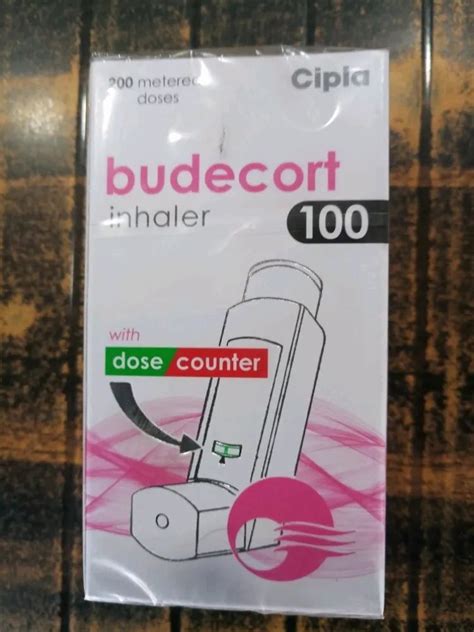 200 metered
doses
Cipla
budecort
inhaler
100
with
dose counter